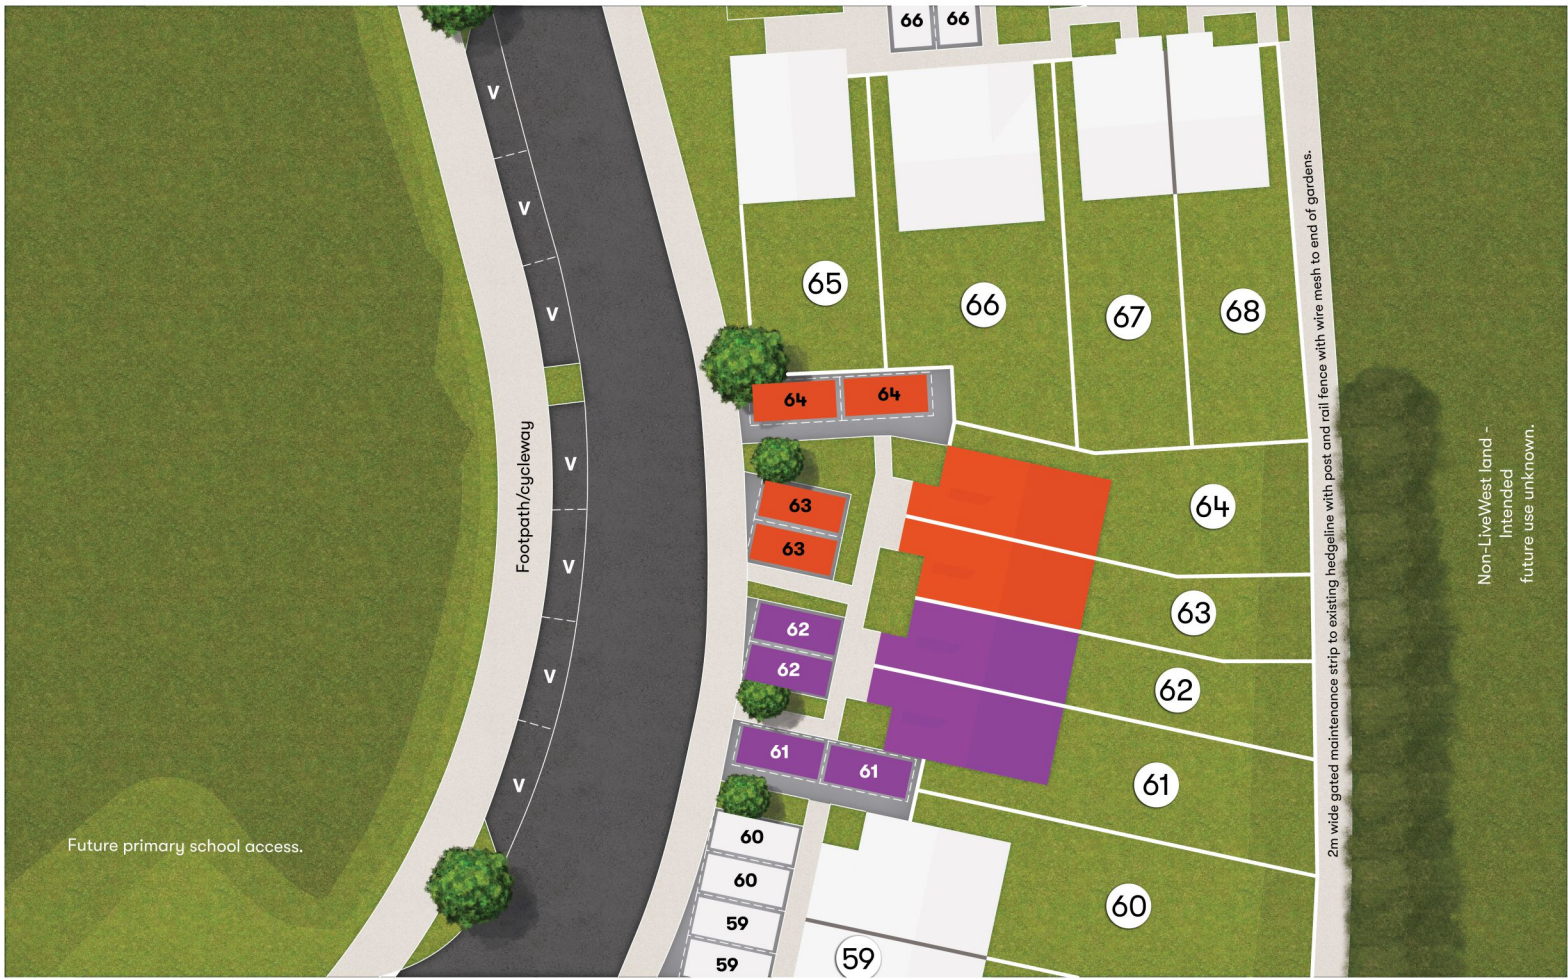 66 66
V
V
V
65
66
67
68
64 64
Footpath/cycleway
V
63
63
64
V
62
62
63
V
62
61 61
61
V
60
60
59
59
60
59
Future primary school access.
2m wide gated maintenance strip to existing hedgeline with post and rail fence with wire mesh to end of gardens.
Non-LiveWest land -
Intended
future use unknown.